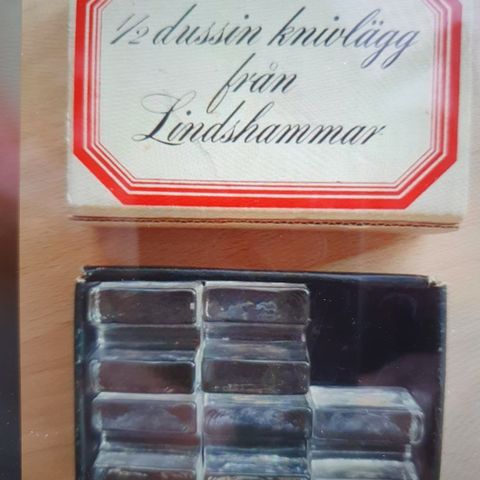 1/2 dussin knivlägg
från
Lindshammar